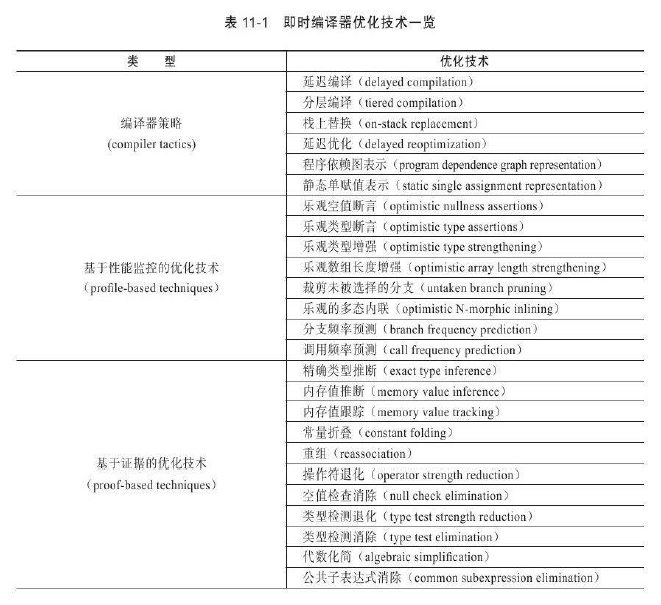 表 11-1 即时编译器优化技术一览
类 型 优化技术
编译器策略
(compiler tactics)
延迟编译（delayed compilation）
分层编译（tiered compilation）
栈上替换（on-stack replacement）
延迟优化（delayed reoptimization）
程序依赖图表示（program dependence graph representation）
静态单赋值表示（static single assignment representation）
基于性能监控的优化技术
（profile-based techniques）
乐观空值断言（optimistic nullness assertions）
乐观类型断言（optimistic type assertions）
乐观类型增强（optimistic type strengthening）
乐观数组长度增强（optimistic array length strengthening）
裁剪未被选择的分支（untaken branch pruning）
乐观的多态内联（optimistic N-morphic inlining）
分支频率预测（branch frequency prediction）
调用频率预测（call frequency prediction）
基于证据的优化技术
（proof-based techniques）
精确类型推断（exact type inference）
内存值推断（memory value inference）
内存值跟踪（memory value tracking）
常量折叠（constant folding）
重组（reassociation）
操作符退化（operator strength reduction）
空值检查消除（null check elimination）
类型检测退化（type test strength reduction）
类型检测消除（type test elimination）
代数化简（algebraic simplification）
公共子表达式消除（common subexpression elimination）